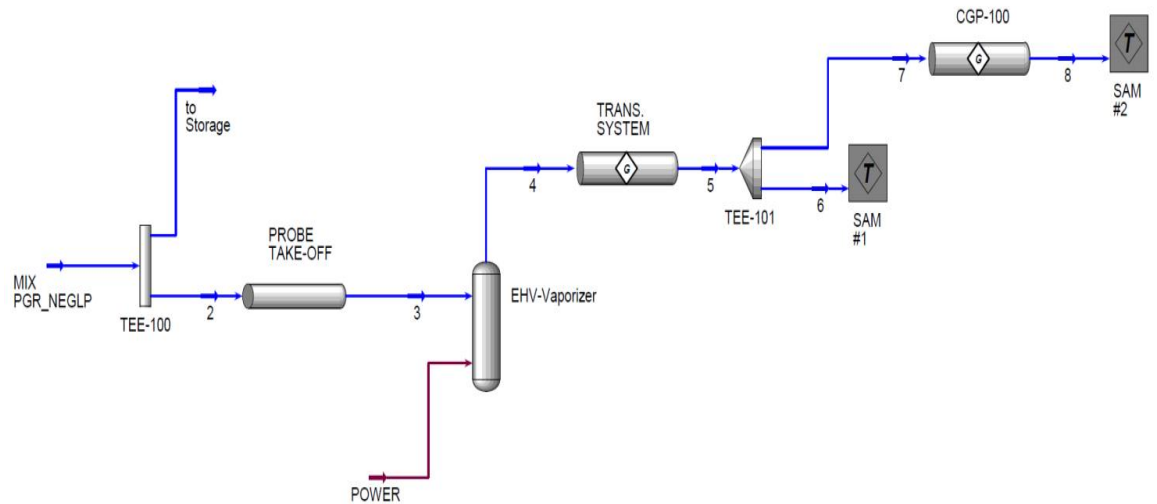 CGP-100
G
7
8
T
SAM
#2
to
Storage
TRANS.
SYSTEM
G
4
5
T
TEE-101
6
SAM
#1
PROBE
TAKE-OFF
MIX
PGR_NEGLP
TEE-100
2
3
EHV-Vaporizer
POWER